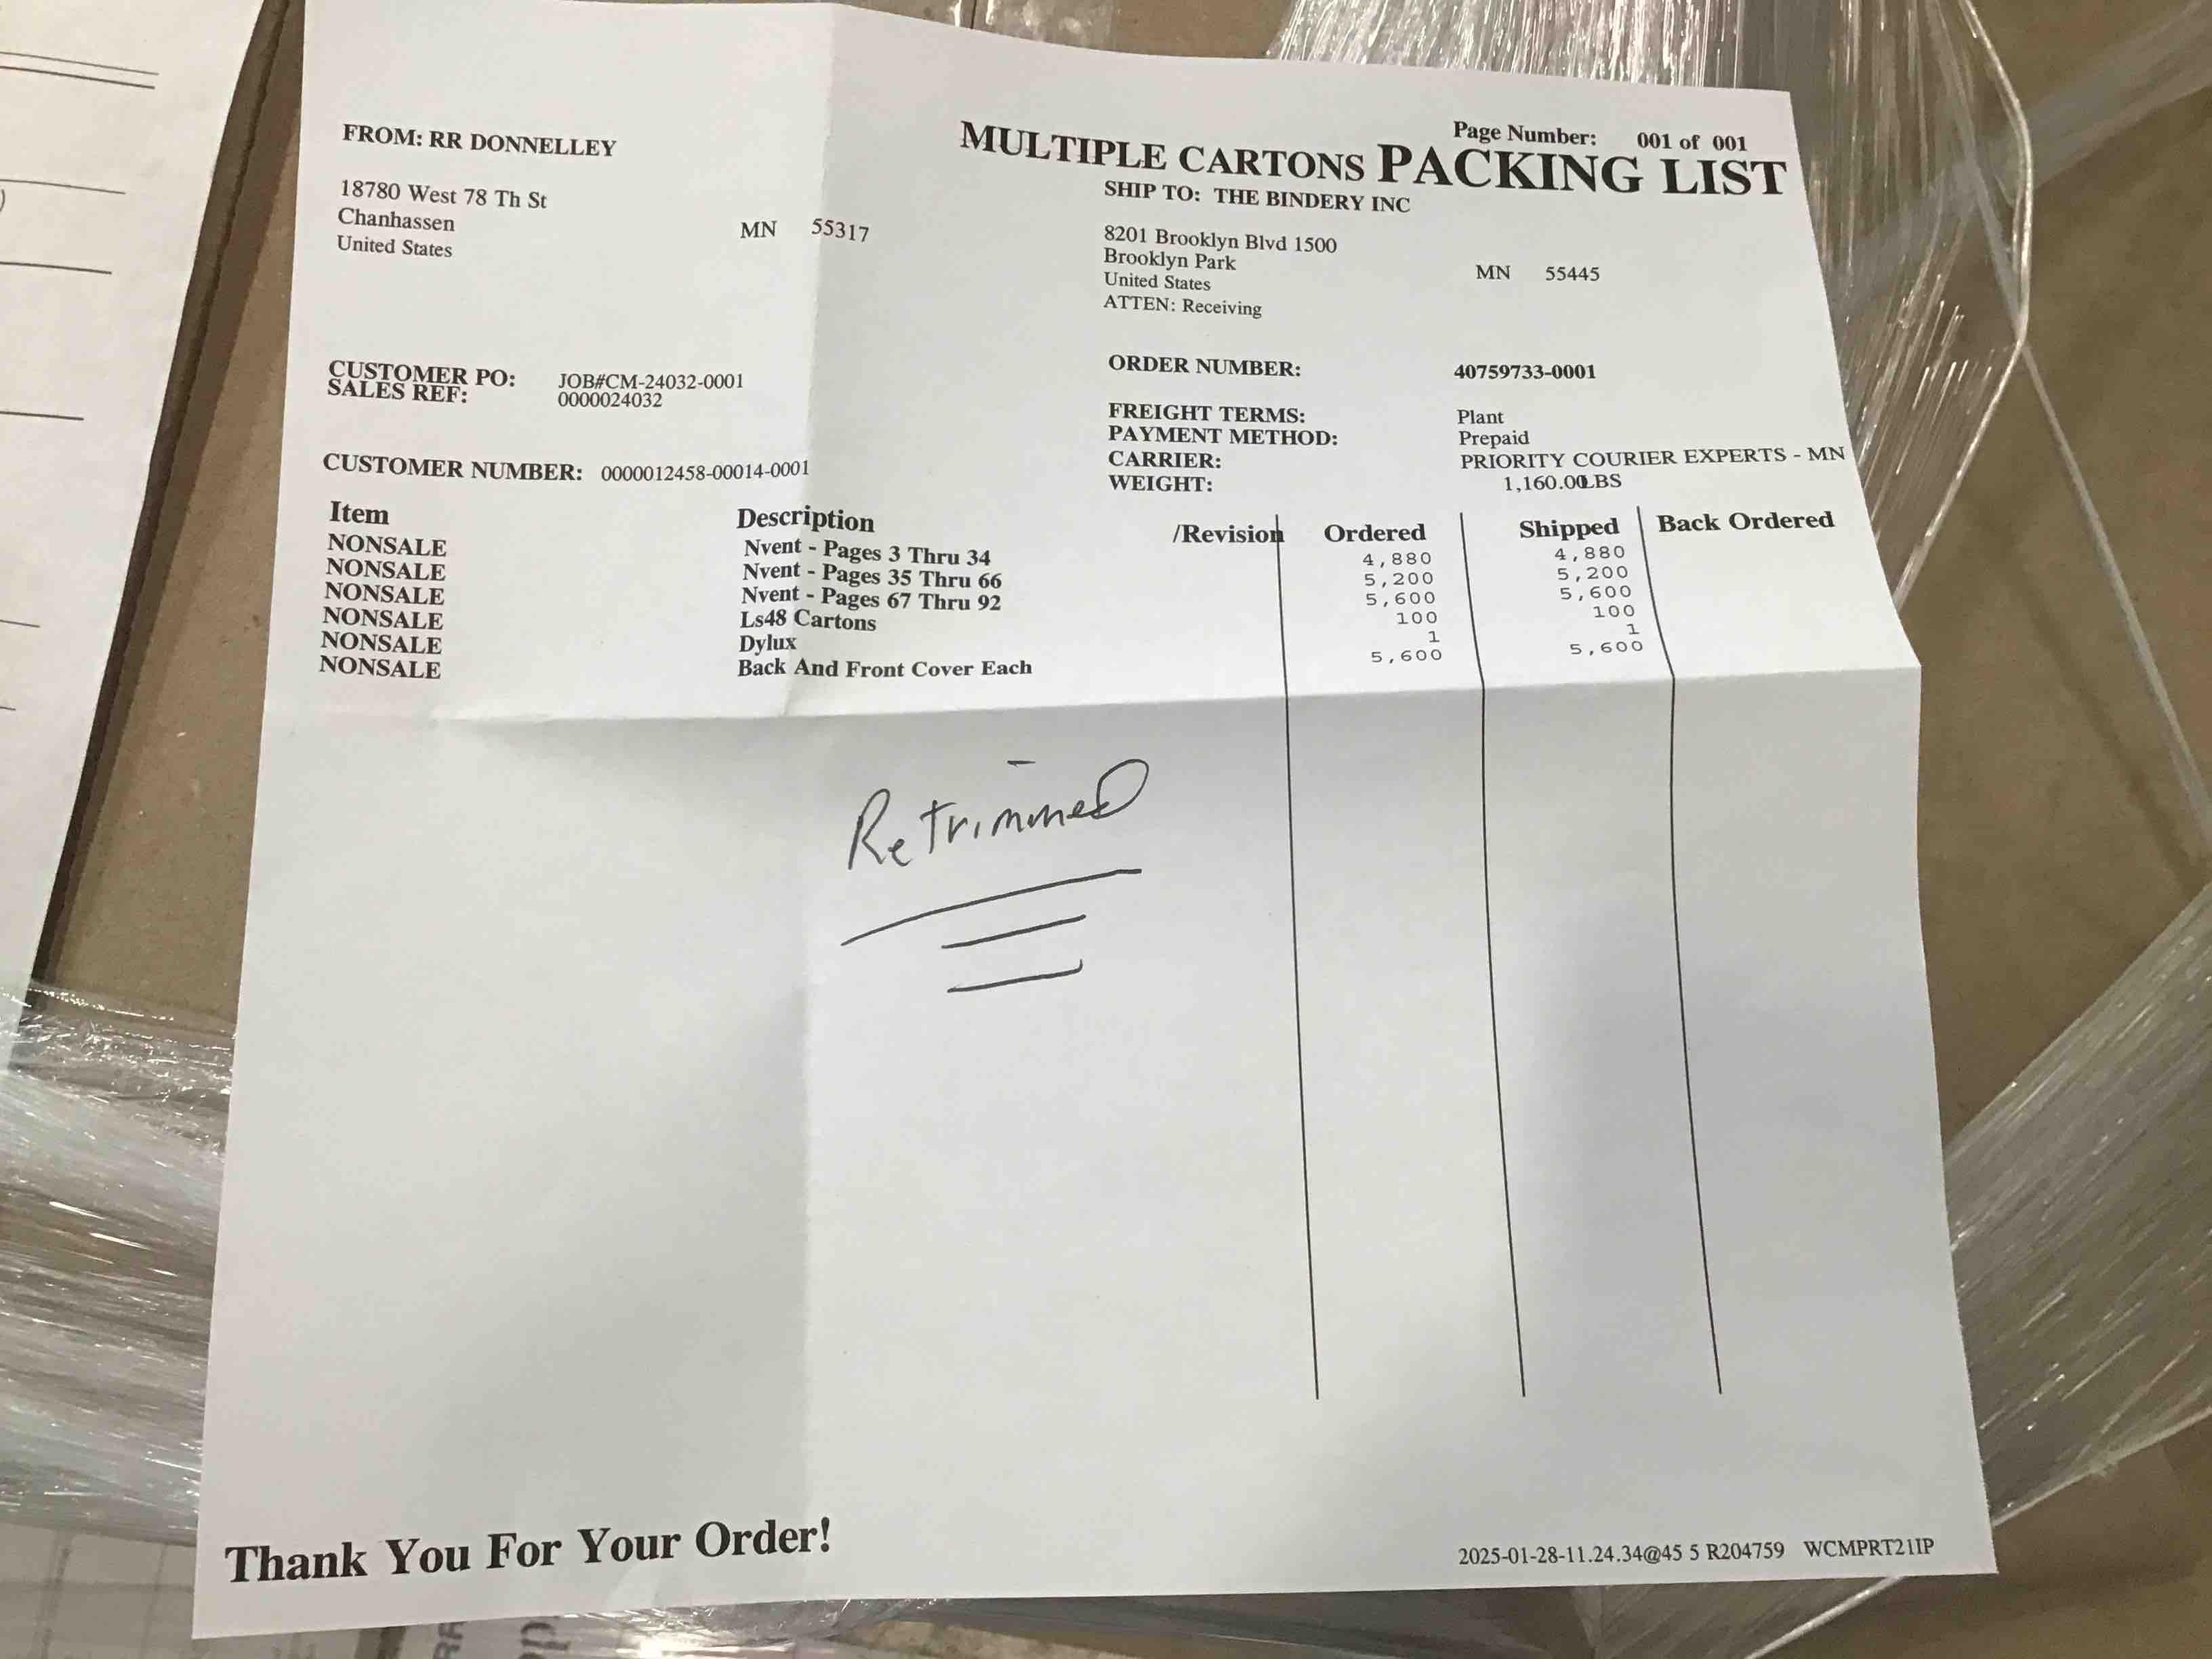 Page Number: 001 of 001
MULTIPLE CARTONS PACKING LIST
FROM: RR DONNELLEY
18780 West 78 Th St
Chanhassen MN 55317
United States
SHIP TO: THE BINDERY INC
8201 Brooklyn Blvd 1500
Brooklyn Park MN 55445
United States
ATTEN: Receiving
CUSTOMER PO: JOB#CM-24032-0001
SALES REF: 0000024032
CUSTOMER NUMBER: 0000012458-00014-0001
ORDER NUMBER: 40759733-0001
FREIGHT TERMS: Plant
PAYMENT METHOD: Prepaid
CARRIER: PRIORITY COURIER EXPERTS - MN
WEIGHT: 1,160.00LBS
Item Description /Revision Ordered Shipped Back Ordered
NONSALE Nvent - Pages 3 Thru 34 4,880 4,880
NONSALE Nvent - Pages 35 Thru 66 5,200 5,200
NONSALE Nvent - Pages 67 Thru 92 5,600 5,600
NONSALE Ls48 Cartons 100 100
NONSALE Dylux 1 1
NONSALE Back And Front Cover Each 5,600 5,600
Retrimmed
Thank You For Your Order!
2025-01-28-11.24.34@45 5 R204759 WCMPRT21IP